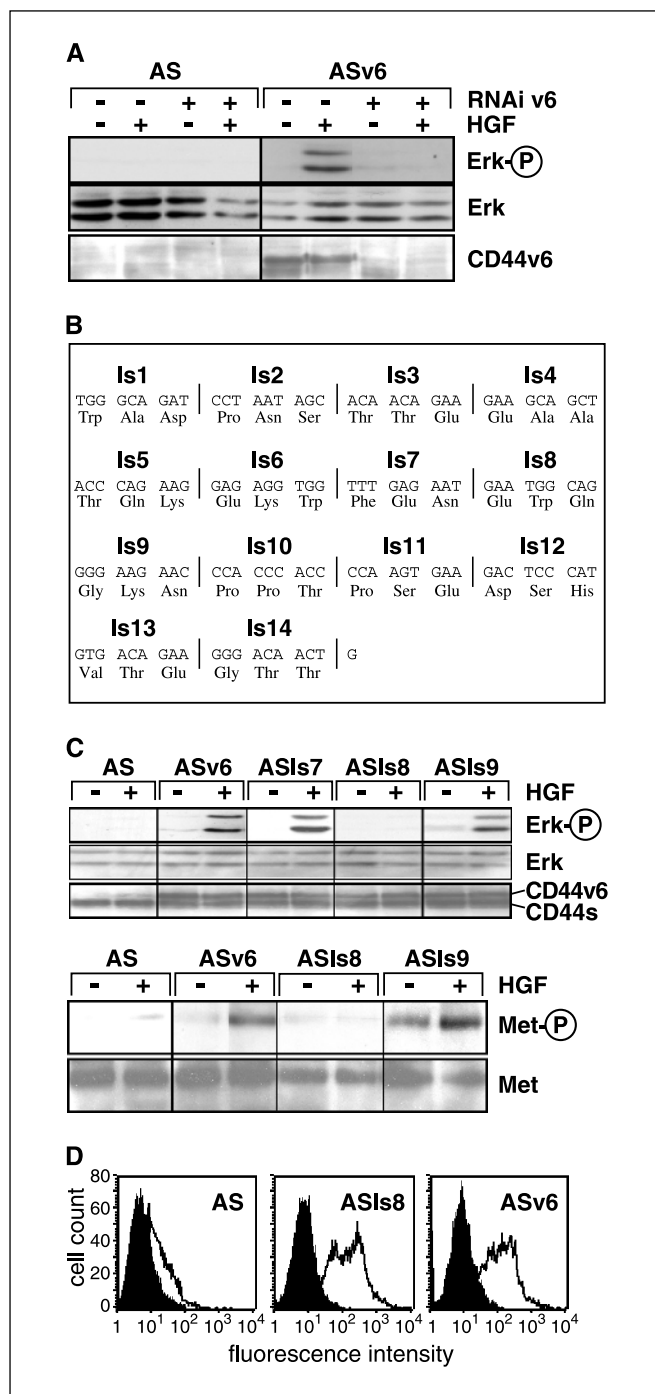 A
AS ASv6
- - + + - - + + RNAi v6
- + - + - + - + HGF
Erk-P
Erk
CD44v6
B
Is1 Is2 Is3 Is4
TGG GCA GAT | CCT AAT AGC | ACA ACA GAA | GAA GCA GCT
Trp Ala Asp | Pro Asn Ser | Thr Thr Glu | Glu Ala Ala
Is5 Is6 Is7 Is8
ACC CAG AAG | GAG AGG TGG | TTT GAG AAT | GAA TGG CAG
Thr Gln Lys | Glu Lys Trp | Phe Glu Asn | Glu Trp Gln
Is9 Is10 Is11 Is12
GGG AAG AAC | CCA CCC ACC | CCA AGT GAA | GAC TCC CAT
Gly Lys Asn | Pro Pro Thr | Pro Ser Glu | Asp Ser His
Is13 Is14
GTG ACA GAA | GGG ACA ACT | G
Val Thr Glu | Gly Thr Thr |
C
AS ASv6 ASIs7 ASIs8 ASIs9
- + - + - + - + - + HGF
Erk-P
Erk
CD44v6
CD44s
AS ASv6 ASIs8 ASIs9
- + - + - + - + HGF
Met-P
Met
D
80
60
40
20
0
cell count
AS ASIs8 ASv6
1 10¹ 10² 10³ 10⁴ 1 10¹ 10² 10³ 10⁴ 1 10¹ 10² 10³ 10⁴
fluorescence intensity